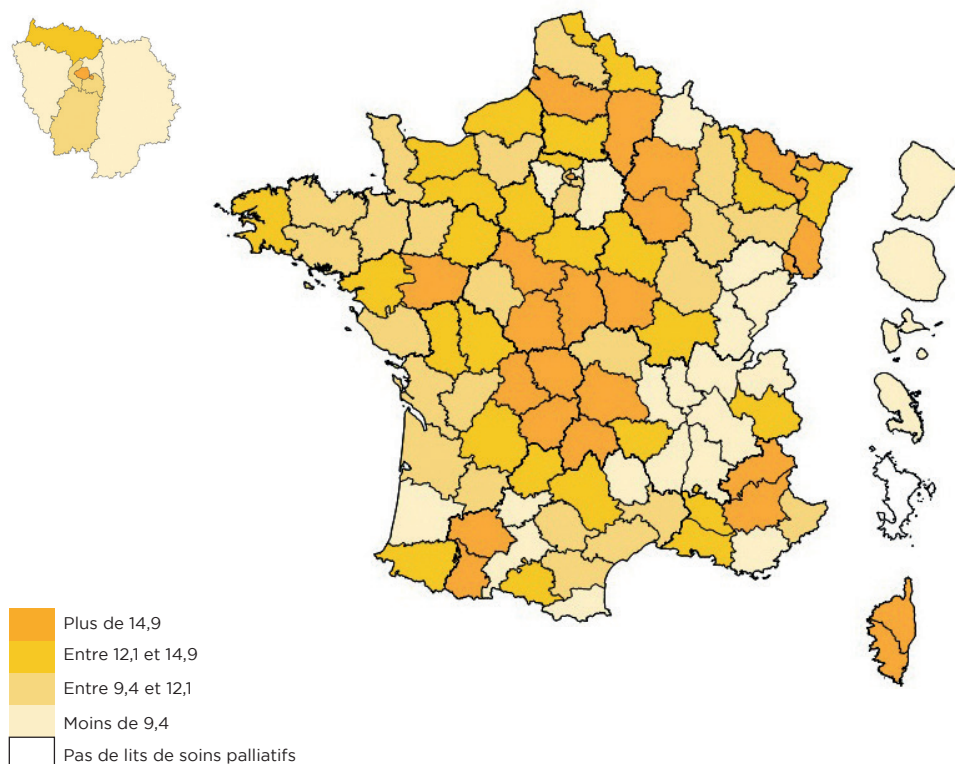 Plus de 14,9
Entre 12,1 et 14,9
Entre 9,4 et 12,1
Moins de 9,4
Pas de lits de soins palliatifs